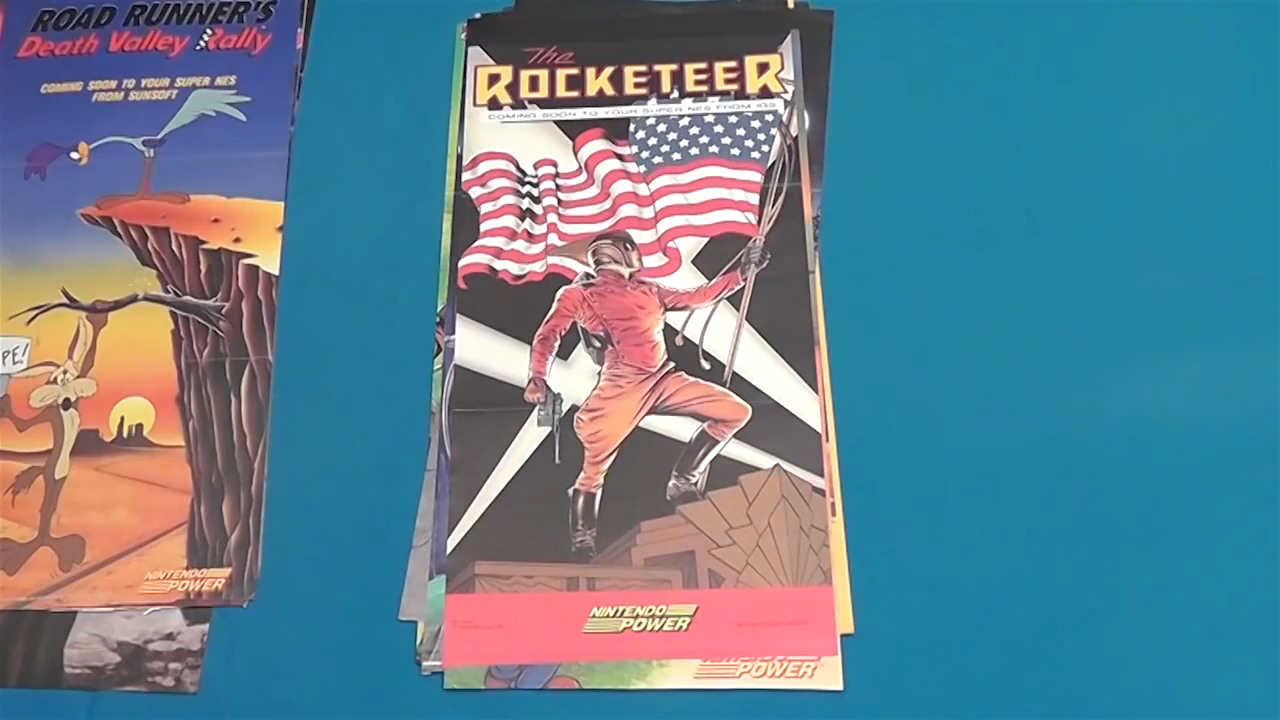 ROAD RUNNER'S
Death Valley Rally
COMING SOON TO YOUR SUPER NES
FROM SUNSOFT
PE!
NINTENDO
POWER
The
ROCKETEER
COMING SOON TO YOUR SUPER NES FROM IGS
NINTENDO
POWER
NINTENDO
POWER